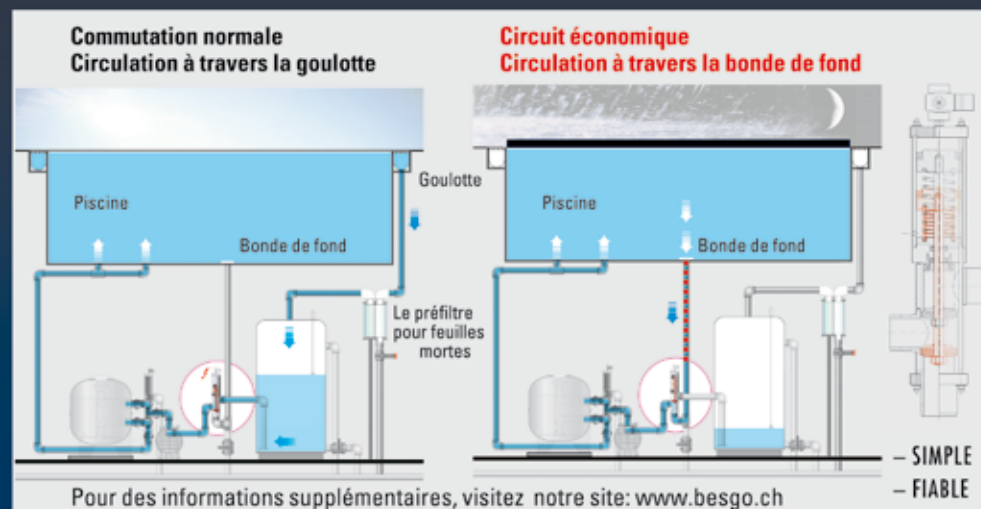 Commutation normale
Circulation à travers la goulotte
Circuit économique
Circulation à travers la bonde de fond
Goulotte
Piscine
Bonde de fond
Le préfiltre
pour feuilles
mortes
Piscine
Bonde de fond
– SIMPLE
– FIABLE
Pour des informations supplémentaires, visitez notre site: www.besgo.ch